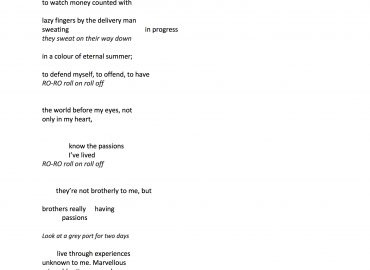 to watch money counted with
lazy fingers by the delivery man
sweating in progress
they sweat on their way down
in a colour of eternal summer;
to defend myself, to offend, to have
RO-RO roll on roll off
the world before my eyes, not
only in my heart,
know the passions
I've lived
RO-RO roll on roll off
they're not brotherly to me, but
brothers really having
passions
Look at a grey port for two days
live through experiences
unknown to me. Marvellous